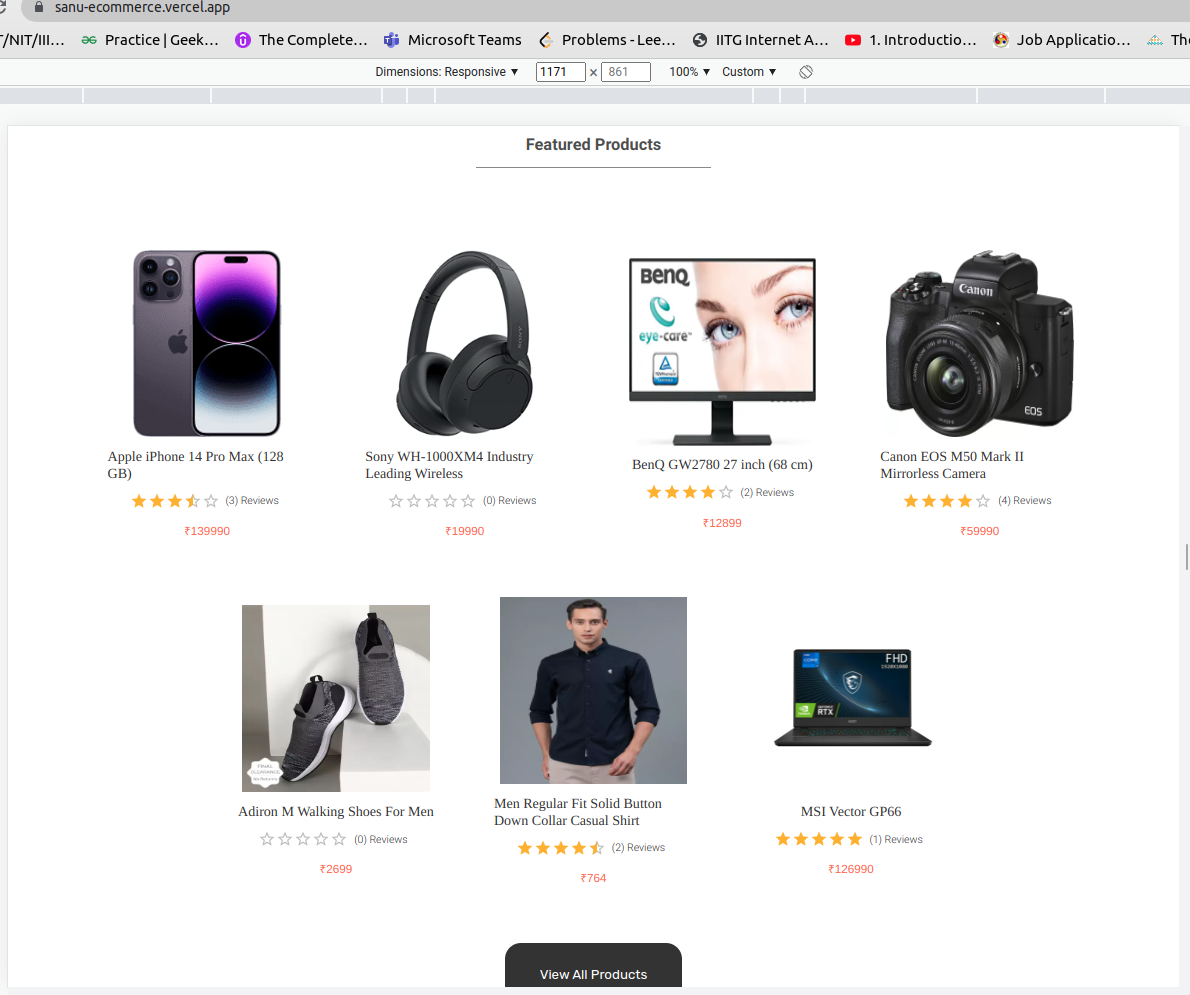 sanu-ecommerce.vercel.app
T/NIT/III...
Practice | Geek...
The Complete...
Microsoft Teams
Problems - Lee...
IITG Internet A...
1. Introductio...
Job Applicatio...
The
Dimensions: Responsive ▼ 1171 x 861 100% ▼ Custom ▼
Featured Products
BenQ
eye-care™
Canon
EOS
SONY
Apple iPhone 14 Pro Max (128
GB)
(3) Reviews
₹139990
Sony WH-1000XM4 Industry
Leading Wireless
(0) Reviews
₹19990
BenQ GW2780 27 inch (68 cm)
(2) Reviews
₹12899
Canon EOS M50 Mark II
Mirrorless Camera
(4) Reviews
₹59990
FINAL
CLEARANCE
FHD
RTX
Adiron M Walking Shoes For Men
(0) Reviews
₹2699
Men Regular Fit Solid Button
Down Collar Casual Shirt
(2) Reviews
₹764
MSI Vector GP66
(1) Reviews
₹126990
View All Products